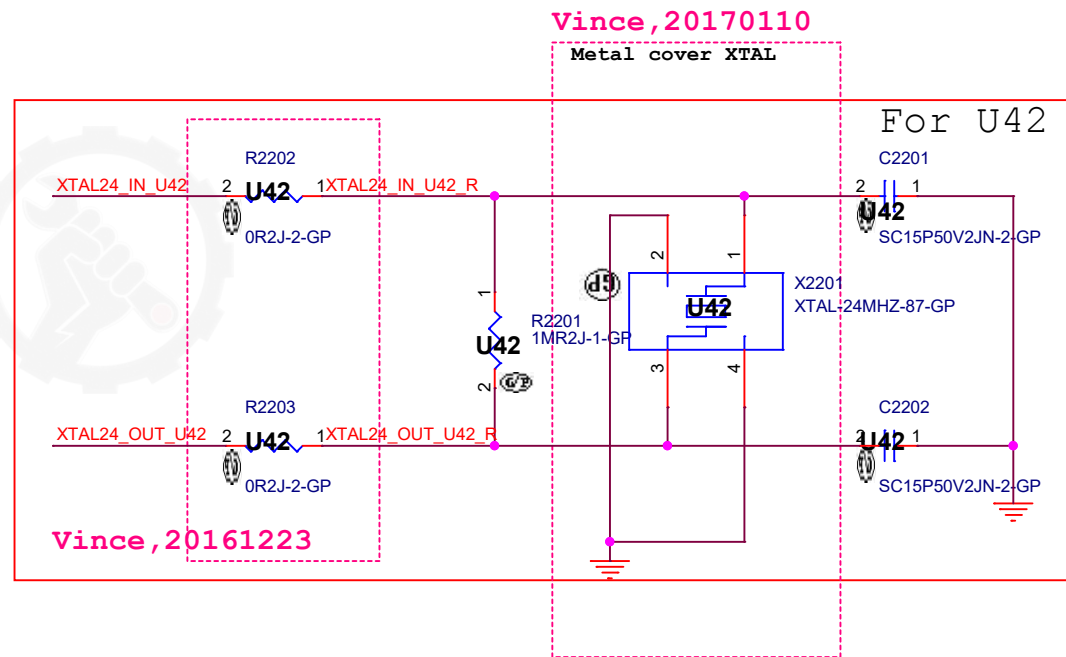 Vince,20170110
Metal cover XTAL
For U42
R2202
C2201
XTAL24_IN_U42
2
U42
1
XTAL24_IN_U42_R
2
U42
1
0R2J-2-GP
SC15P50V2JN-2-GP
2
1
GP
X2201
XTAL-24MHZ-87-GP
U42
1
R2201
1MR2J-1-GP
U42
2
G/P
3
4
R2203
C2202
XTAL24_OUT_U42
2
U42
1
XTAL24_OUT_U42_R
2
U42
1
0R2J-2-GP
SC15P50V2JN-2-GP
Vince,20161223